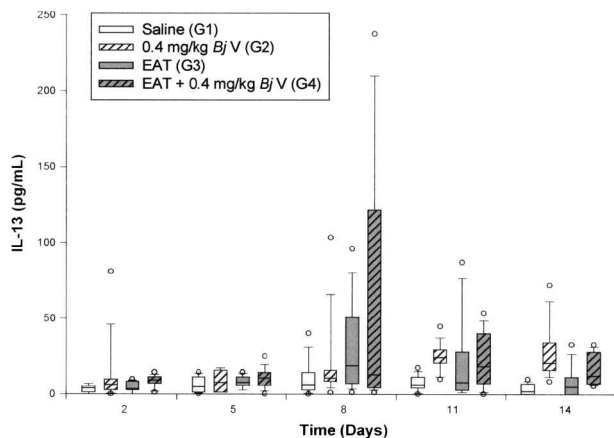 Saline (G1)
0.4 mg/kg Bj V (G2)
EAT (G3)
EAT + 0.4 mg/kg Bj V (G4)
IL-13 (pg/mL)
250
200
150
100
50
0
2 5 8 11 14
Time (Days)